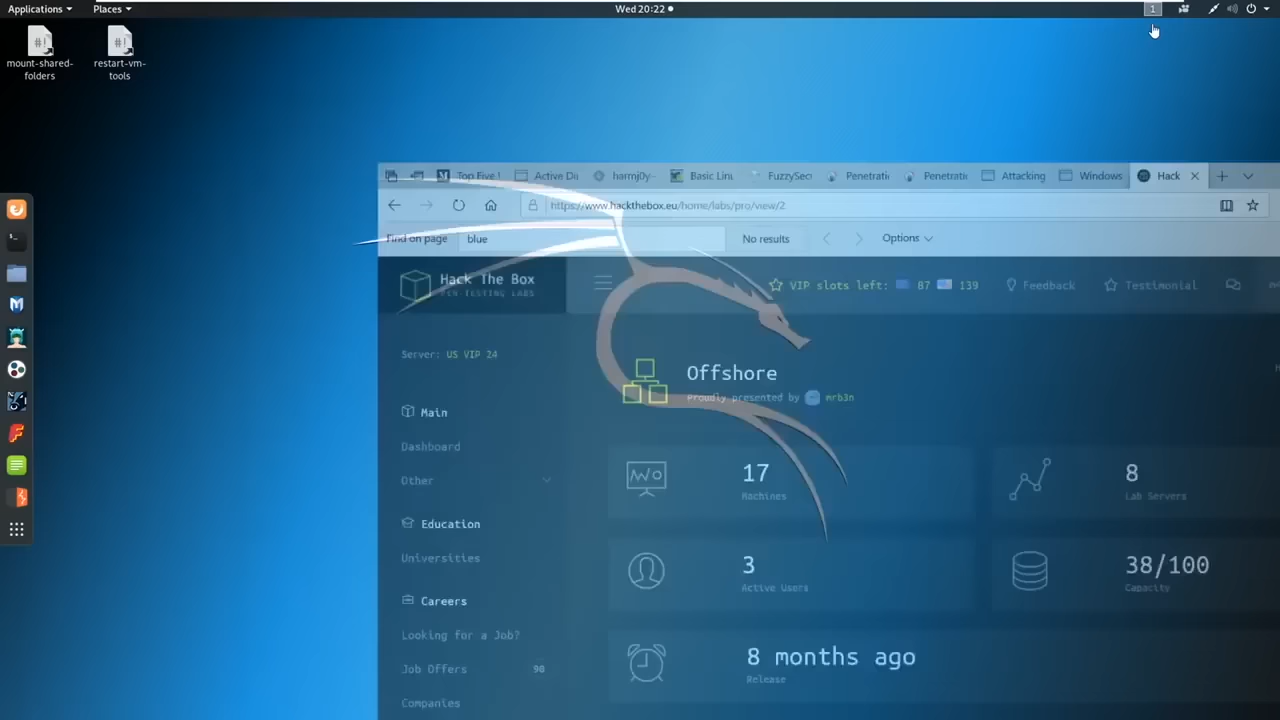 Applications Places Wed 20:22 1
mount-shared-
folders
restart-vm-
tools
Top Five Active Di harmj0y- Basic Linu FuzzySec Penetrati Penetrati Attacking Windows Hack
https://www.hackthebox.eu/home/labs/pro/view/2
Find on page blue No results Options
Hack The Box
PEN-TESTING LABS
VIP slots left: 87 139 Feedback Testimonial
Server: US VIP 24
Offshore
Proudly presented by mrb3n
Main
Dashboard
Other
Education
Universities
Careers
Looking for a Job?
Job Offers 90
Companies
17
Machines
8
Lab Servers
3
Active Users
38/100
Capacity
8 months ago
Release